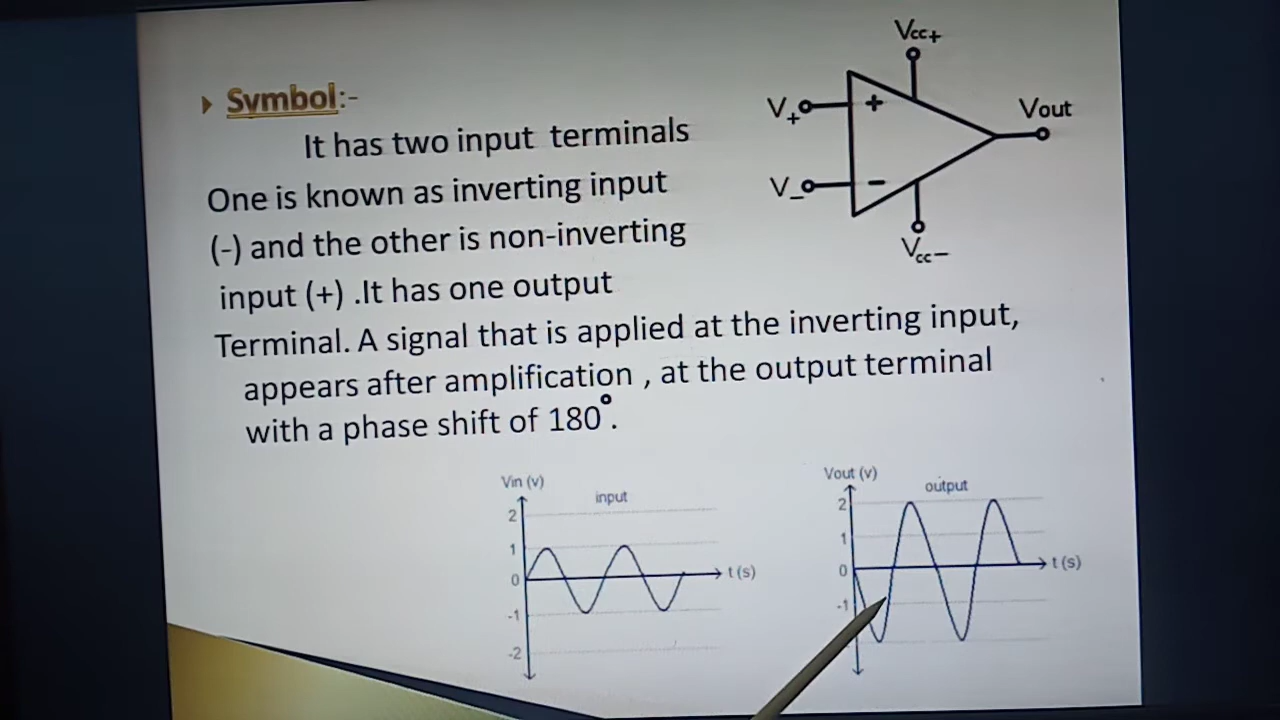 Symbol:-
It has two input terminals
One is known as inverting input
(-) and the other is non-inverting
input (+) .It has one output
Terminal. A signal that is applied at the inverting input,
appears after amplification , at the output terminal
with a phase shift of 180°.
Vcc+
V+
+
Vout
V_
-
Vcc-
Vin (v)
input
2
1
0
-1
-2
t (s)
Vout (v)
output
2
1
0
-1
t (s)